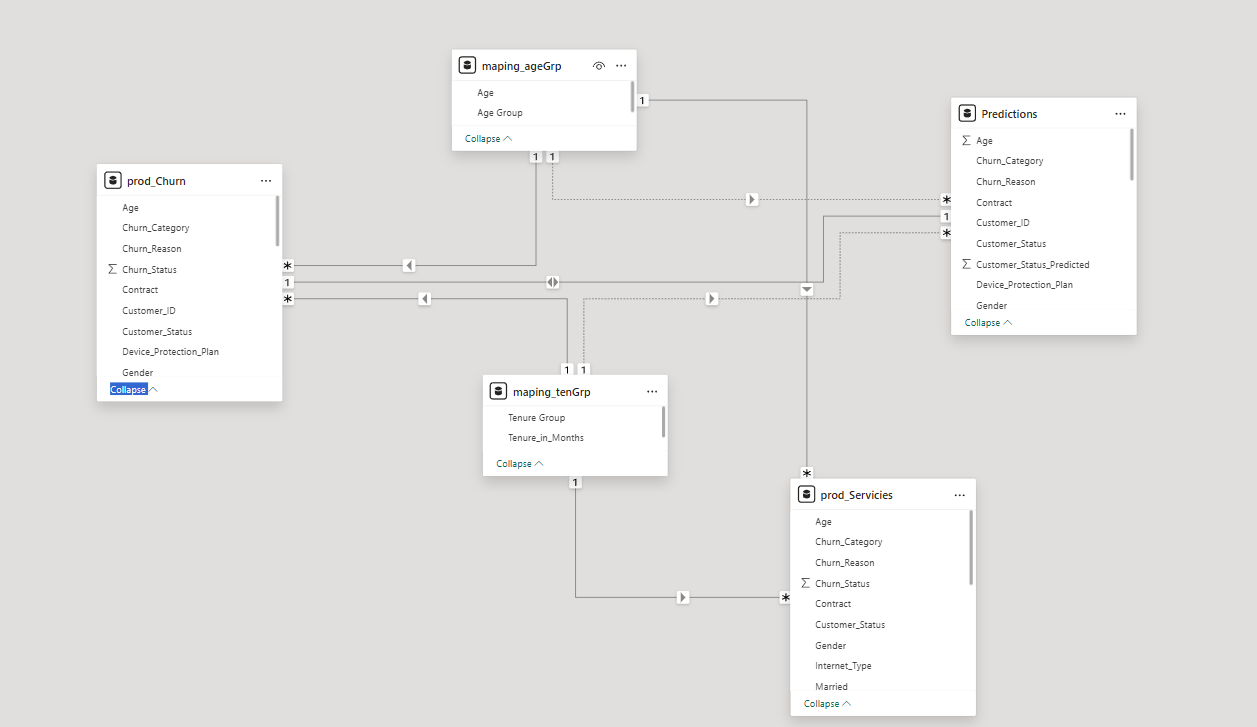 maping_ageGrp
Age
Age Group
Collapse
1
1 1
Predictions
Σ Age
Churn_Category
Churn_Reason
Contract
Customer_ID
Customer_Status
Σ Customer_Status_Predicted
Device_Protection_Plan
Gender
Collapse
*
1
*
prod_Churn
Age
Churn_Category
Churn_Reason
Σ Churn_Status
Contract
Customer_ID
Customer_Status
Device_Protection_Plan
Gender
Collapse
*
1
*
1 1
maping_tenGrp
Tenure Group
Tenure_in_Months
Collapse
1
*
prod_Servicies
Age
Churn_Category
Churn_Reason
Σ Churn_Status
Contract
Customer_Status
Gender
Internet_Type
Married
Collapse
*